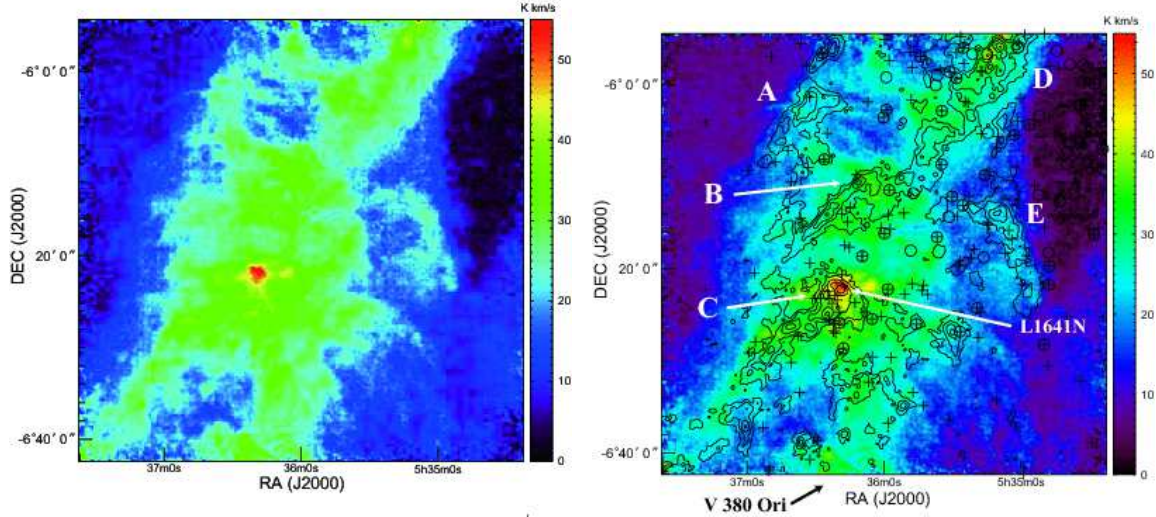 K km/s
50
40
30
20
10
0
-6° 0′ 0″
20′ 0″
-6° 40′ 0″
DEC (J2000)
37m0s
36m0s
5h35m0s
RA (J2000)
K km/s
50
40
30
20
10
0
-6° 0′ 0″
20′ 0″
-6° 40′ 0″
DEC (J2000)
A
D
B
E
C
L1641N
37m0s
36m0s
5h35m0s
RA (J2000)
V 380 Ori